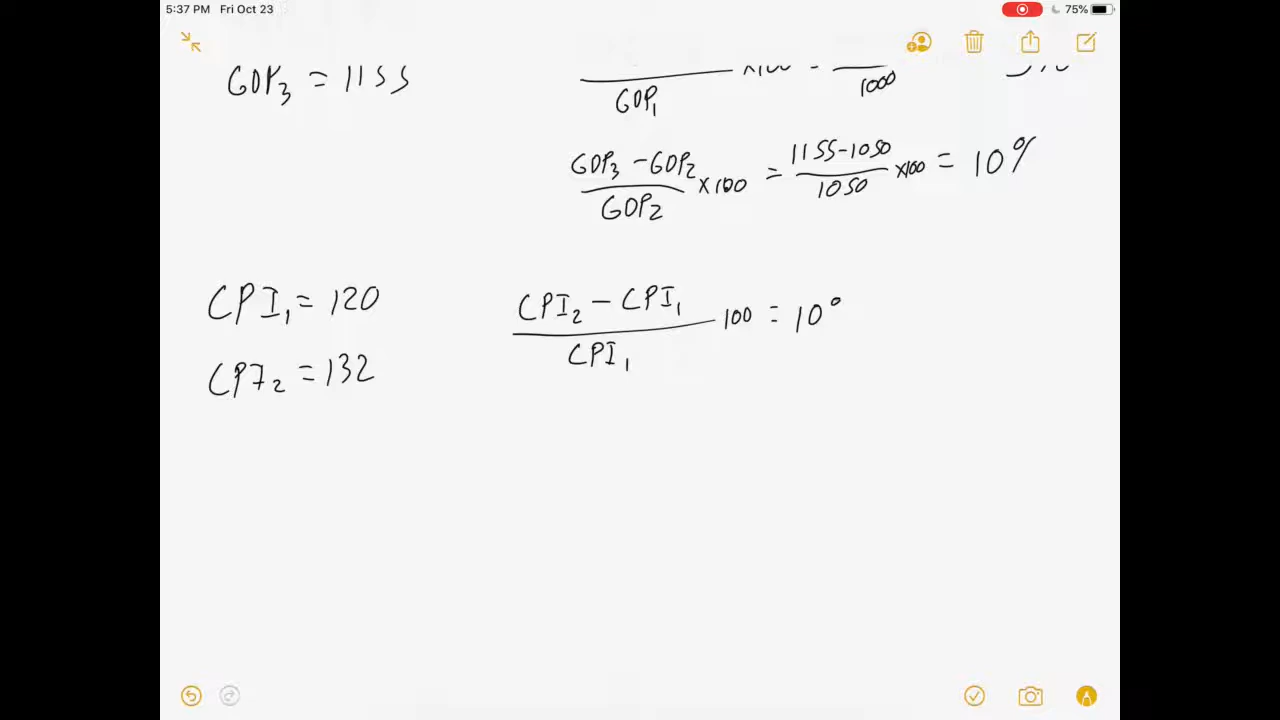 5:37 PM Fri Oct 23 75%
GDP₃ = 1155
GDP₁ 1000
GDP₃ - GDP₂ / GDP₂ x100 = 1155-1050 / 1050 x100 = 10%
CPI₁ = 120
CPI₂ - CPI₁ / CPI₁ 100 = 10°
CPI₂ = 132